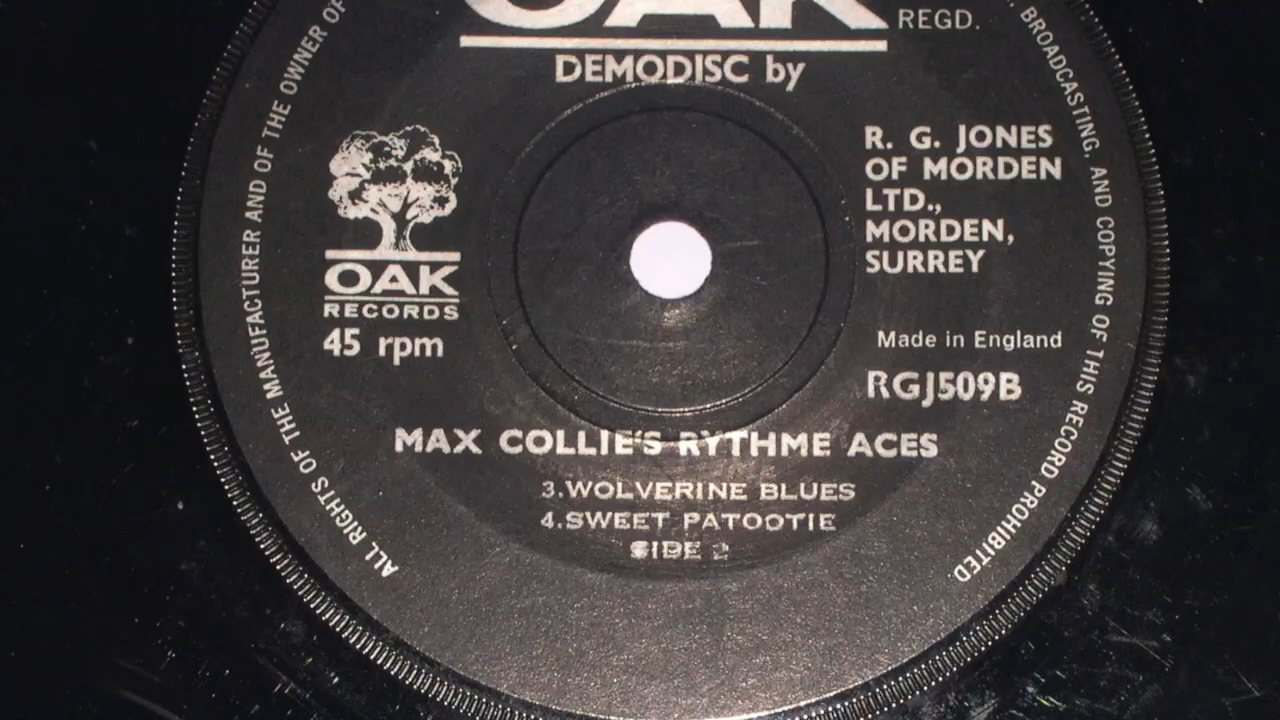 OAK
REGD.
DEMODISC by
R. G. JONES
OF MORDEN
LTD.,
MORDEN,
SURREY
OAK
RECORDS
45 rpm
Made in England
RGJ509B
MAX COLLIE'S RYTHME ACES
3.WOLVERINE BLUES
4.SWEET PATOOTIE
SIDE 2
ALL RIGHTS OF THE MANUFACTURER AND OF THE OWNER OF
BROADCASTING, AND COPYING OF THIS RECORD PROHIBITED